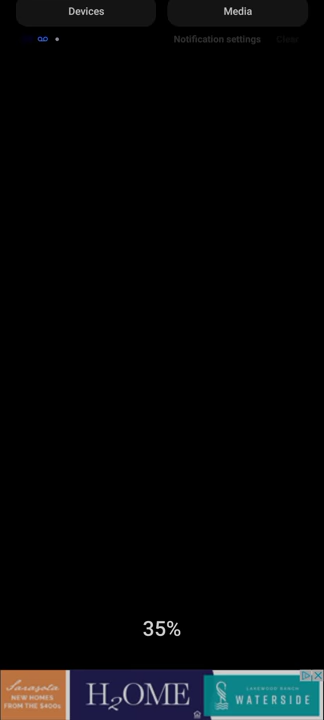 Devices
Media
Notification settings
Clear
35%
Sarasota
NEW HOMES
FROM THE $400s
H2OME
LAKEWOOD RANCH
WATERSIDE